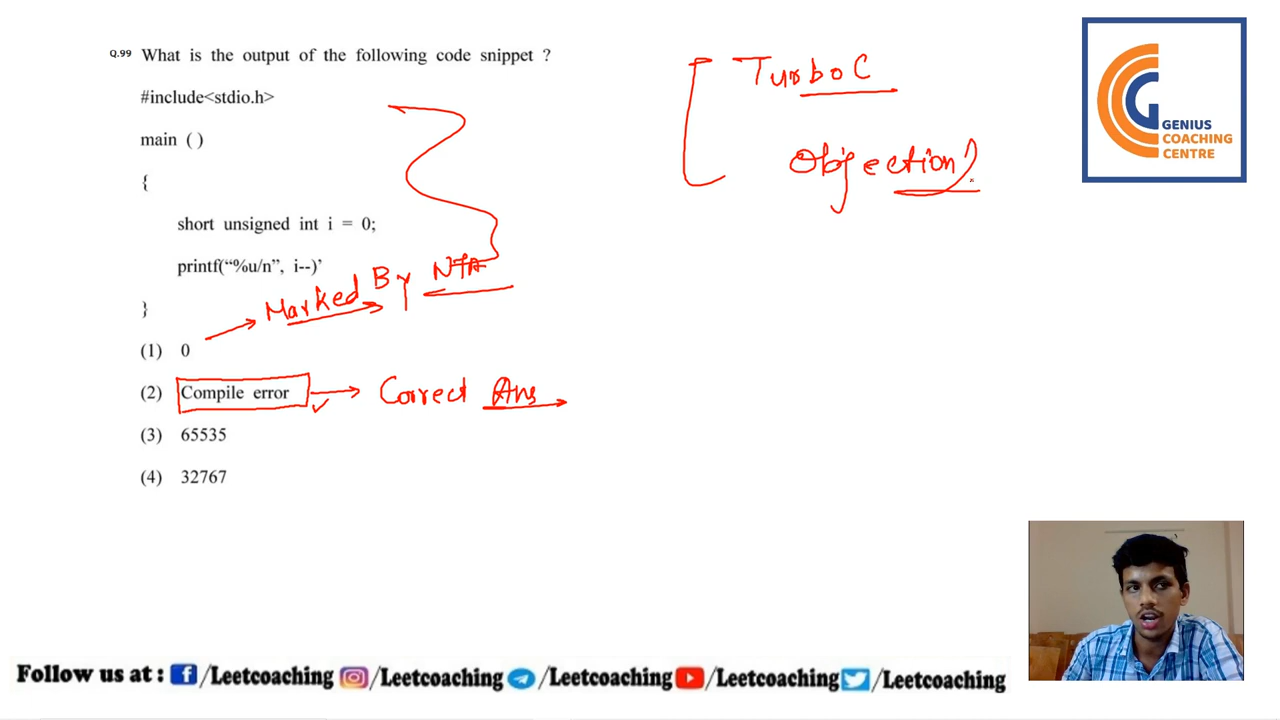 Q.99 What is the output of the following code snippet ?
#include<stdio.h>
main ( )
{
short unsigned int i = 0;
printf(“%u/n”, i--)’
}
(1) 0
Marked By NTA
(2) Compile error
Correct Ans
(3) 65535
(4) 32767
Turbo C
Objection
GENIUS
COACHING
CENTRE
Follow us at : /Leetcoaching /Leetcoaching /Leetcoaching /Leetcoaching /Leetcoaching